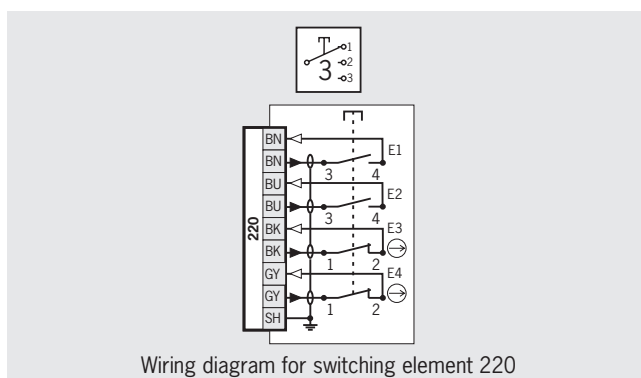 1
2
3
3
BN
BN
E1
3 4
BU
BU
E2
3 4
BK
BK
E3
1 2
GY
GY
E4
1 2
SH
220
Wiring diagram for switching element 220